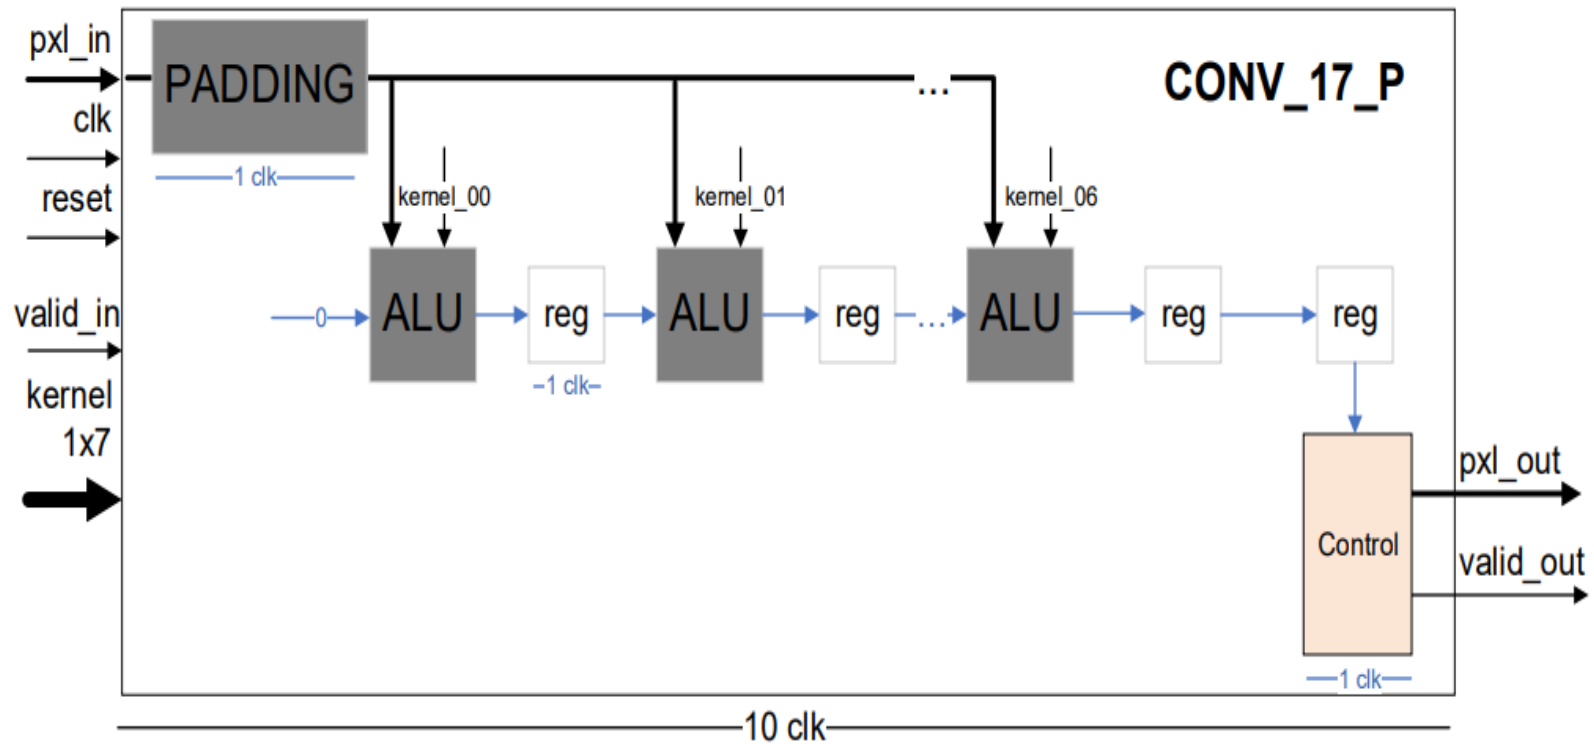 pxl_in
clk
reset
valid_in
kernel
1x7
PADDING
1 clk
...
CONV_17_P
kernel_00
kernel_01
kernel_06
0
ALU
reg
ALU
reg
...
ALU
reg
reg
1 clk
Control
1 clk
pxl_out
valid_out
10 clk